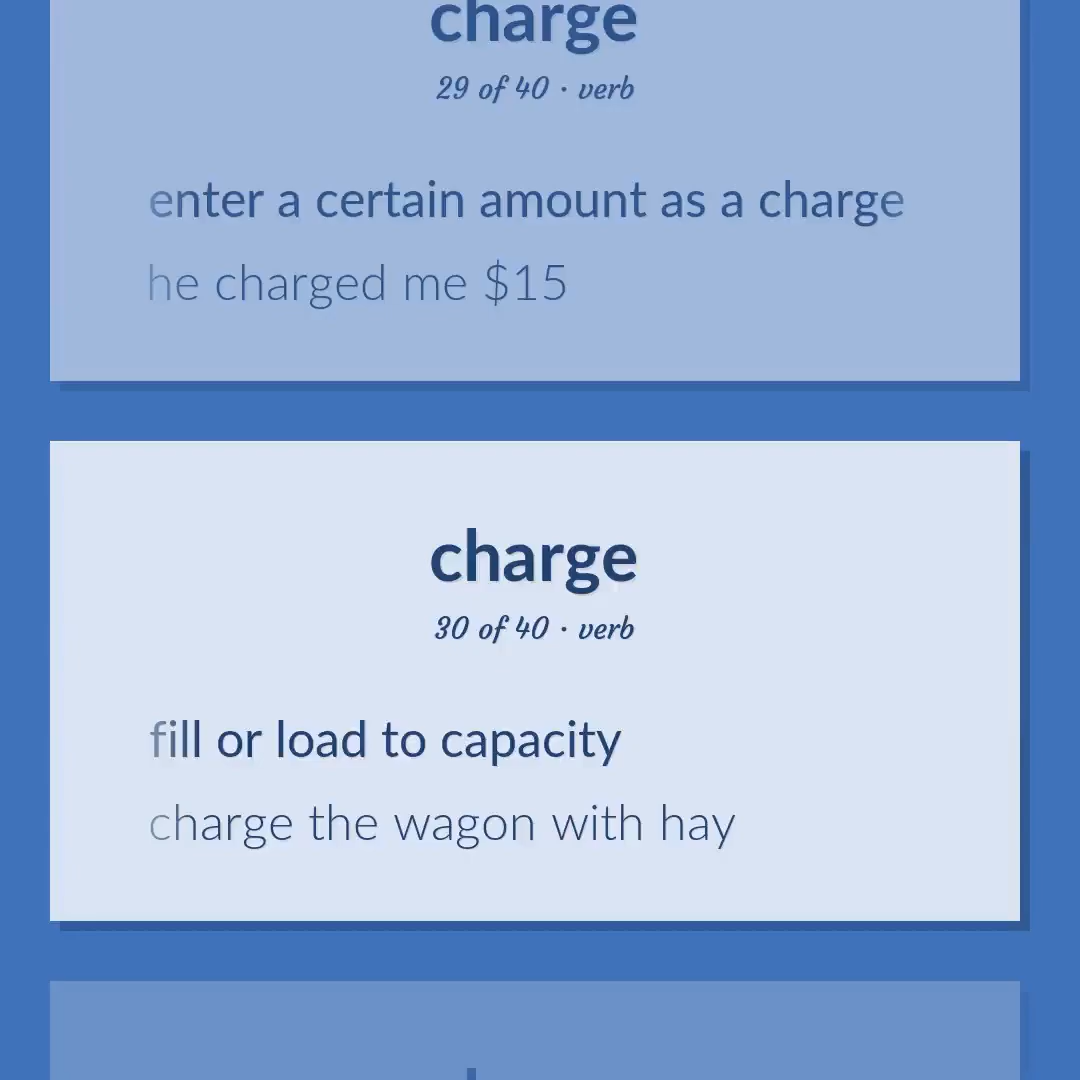 charge
29 of 40 · verb
enter a certain amount as a charge
he charged me $15
charge
30 of 40 · verb
fill or load to capacity
charge the wagon with hay